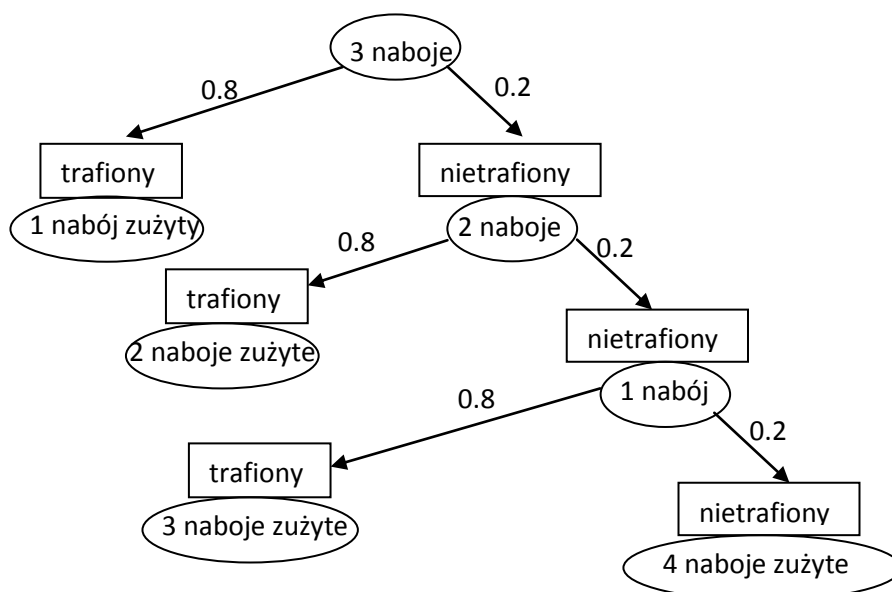 3 naboje
0.8
0.2
trafiony
nietrafiony
1 nabój zużyty
2 naboje
0.8
0.2
trafiony
nietrafiony
2 naboje zużyte
1 nabój
0.8
0.2
trafiony
nietrafiony
3 naboje zużyte
4 naboje zużyte